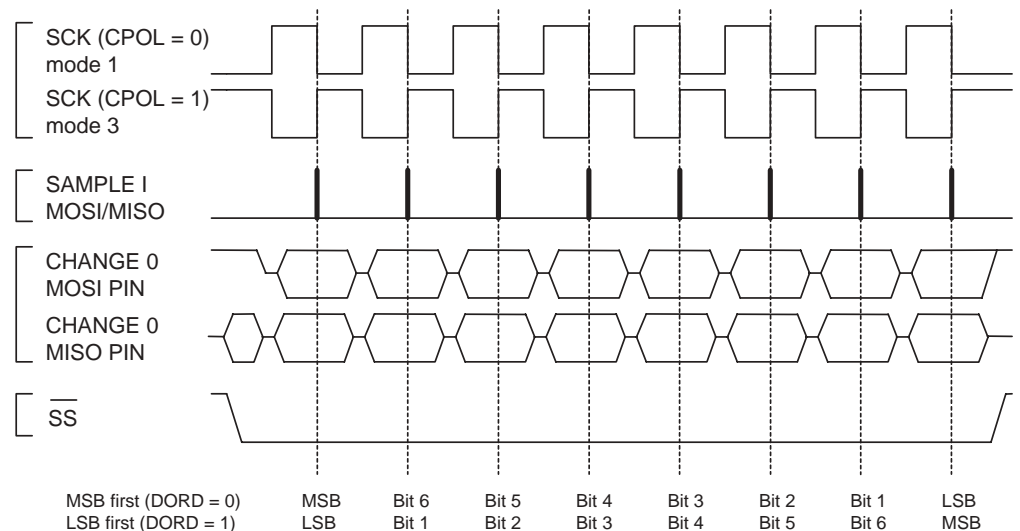 SCK (CPOL = 0)
mode 1
SCK (CPOL = 1)
mode 3
SAMPLE I
MOSI/MISO
CHANGE 0
MOSI PIN
CHANGE 0
MISO PIN
SS
MSB first (DORD = 0) MSB Bit 6 Bit 5 Bit 4 Bit 3 Bit 2 Bit 1 LSB
LSB first (DORD = 1) LSB Bit 1 Bit 2 Bit 3 Bit 4 Bit 5 Bit 6 MSB